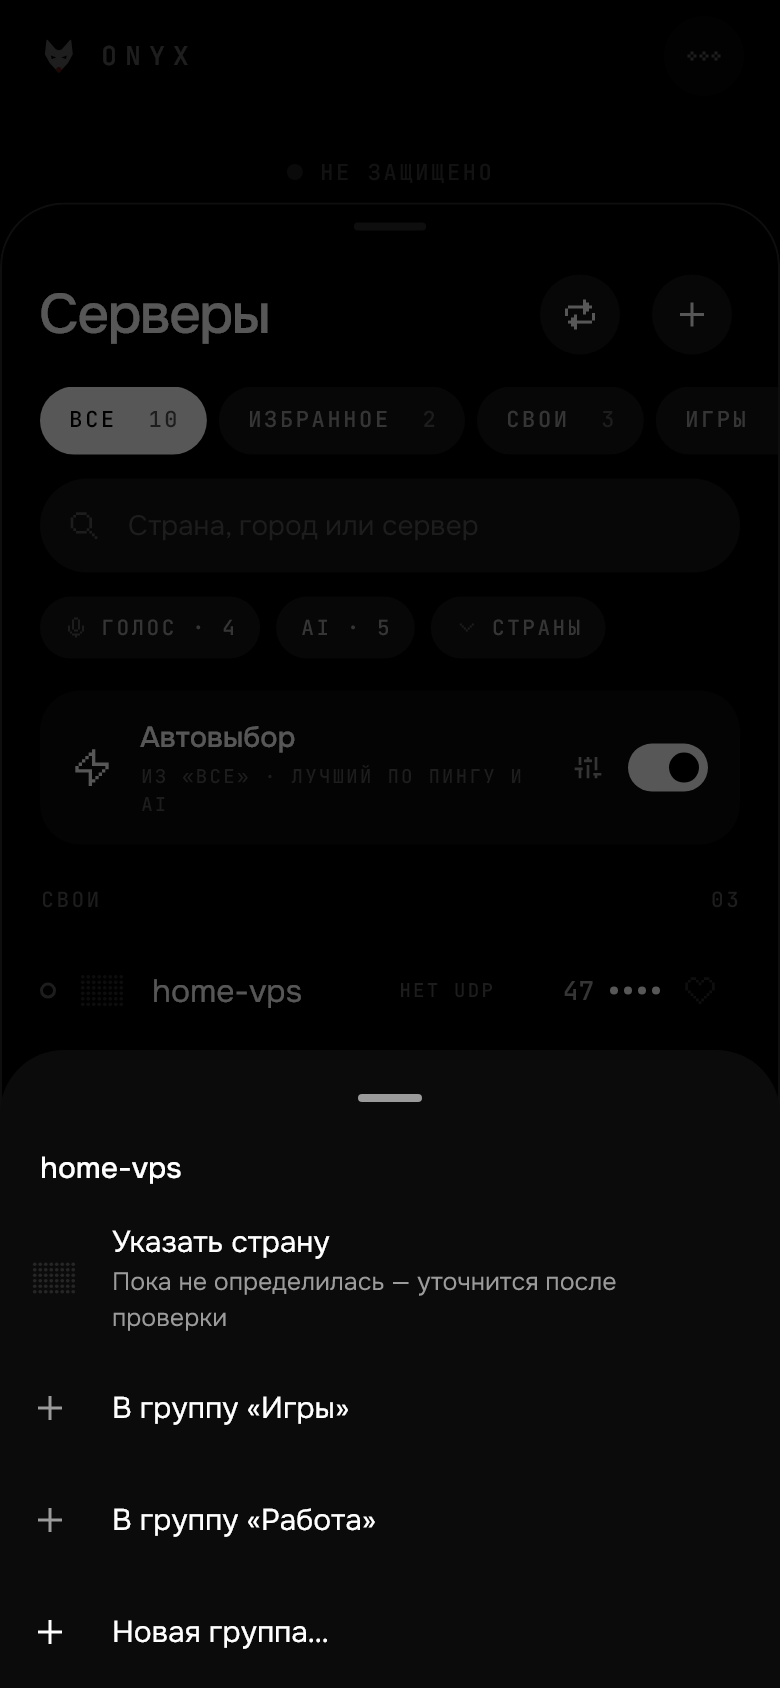 ONYX
НЕ ЗАЩИЩЕНО
Серверы
ВСЕ 10 ИЗБРАННОЕ 2 СВОИ 3 ИГРЫ
Страна, город или сервер
ГОЛОС · 4 AI · 5 СТРАНЫ
Автовыбор
ИЗ «ВСЕ» · ЛУЧШИЙ ПО ПИНГУ И
AI
СВОИ 03
home-vps НЕТ UDP 47
home-vps
Указать страну
Пока не определилась — уточнится после
проверки
В группу «Игры»
В группу «Работа»
Новая группа...